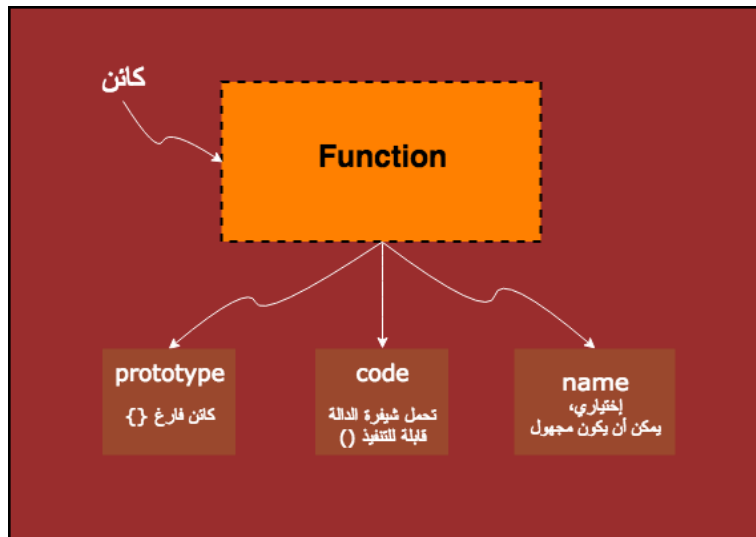 كائن
Function
prototype
كائن فارغ {}
code
تحمل شيفرة الدالة
قابلة للتنفيذ ()
name
إختياري،
يمكن أن يكون مجهول